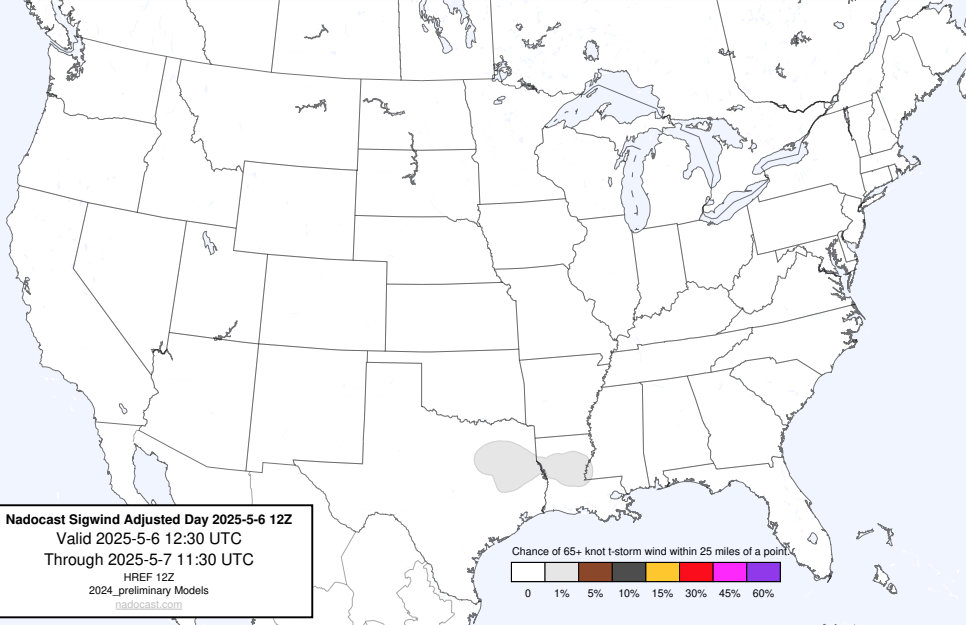 Nadocast Sigwind Adjusted Day 2025-5-6 12Z
Valid 2025-5-6 12:30 UTC
Through 2025-5-7 11:30 UTC
HREF 12Z
2024_preliminary Models
nadocast.com
Chance of 65+ knot t-storm wind within 25 miles of a point.
0 1% 5% 10% 15% 30% 45% 60%